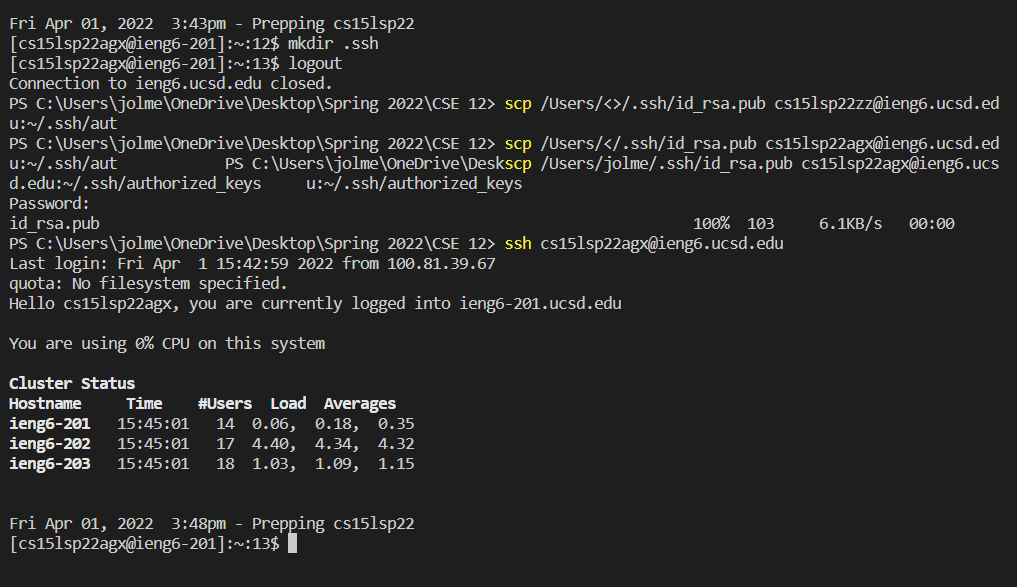 Fri Apr 01, 2022  3:43pm - Prepping cs15lsp22
[cs15lsp22agx@ieng6-201]:~:12$ mkdir .ssh
[cs15lsp22agx@ieng6-201]:~:13$ logout
Connection to ieng6.ucsd.edu closed.
PS C:\Users\jolme\OneDrive\Desktop\Spring 2022\CSE 12> scp /Users/<>/.ssh/id_rsa.pub cs15lsp22zz@ieng6.ucsd.ed
u:~/.ssh/aut
PS C:\Users\jolme\OneDrive\Desktop\Spring 2022\CSE 12> scp /Users/</.ssh/id_rsa.pub cs15lsp22agx@ieng6.ucsd.ed
u:~/.ssh/aut            PS C:\Users\jolme\OneDrive\Deskscp /Users/jolme/.ssh/id_rsa.pub cs15lsp22agx@ieng6.ucs
d.edu:~/.ssh/authorized_keys     u:~/.ssh/authorized_keys
Password:
id_rsa.pub                                                                  100%  103     6.1KB/s   00:00
PS C:\Users\jolme\OneDrive\Desktop\Spring 2022\CSE 12> ssh cs15lsp22agx@ieng6.ucsd.edu
Last login: Fri Apr  1 15:42:59 2022 from 100.81.39.67
quota: No filesystem specified.
Hello cs15lsp22agx, you are currently logged into ieng6-201.ucsd.edu
You are using 0% CPU on this system
Cluster Status
Hostname     Time    #Users  Load  Averages
ieng6-201   15:45:01   14  0.06,  0.18,  0.35
ieng6-202   15:45:01   17  4.40,  4.34,  4.32
ieng6-203   15:45:01   18  1.03,  1.09,  1.15
Fri Apr 01, 2022  3:48pm - Prepping cs15lsp22
[cs15lsp22agx@ieng6-201]:~:13$